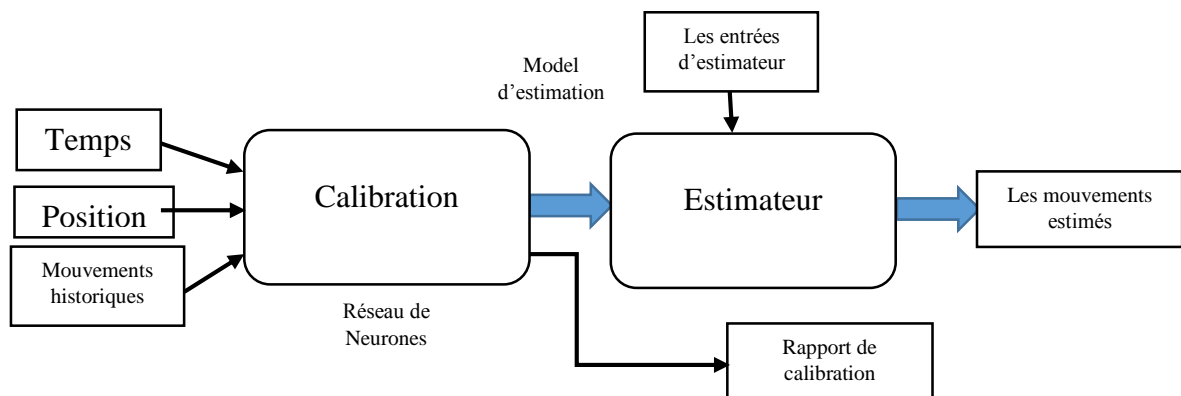 Les entrées
d'estimateur
Model
d'estimation
Temps
Position
Mouvements
historiques
Calibration
Estimateur
Les mouvements
estimés
Réseau de
Neurones
Rapport de
calibration